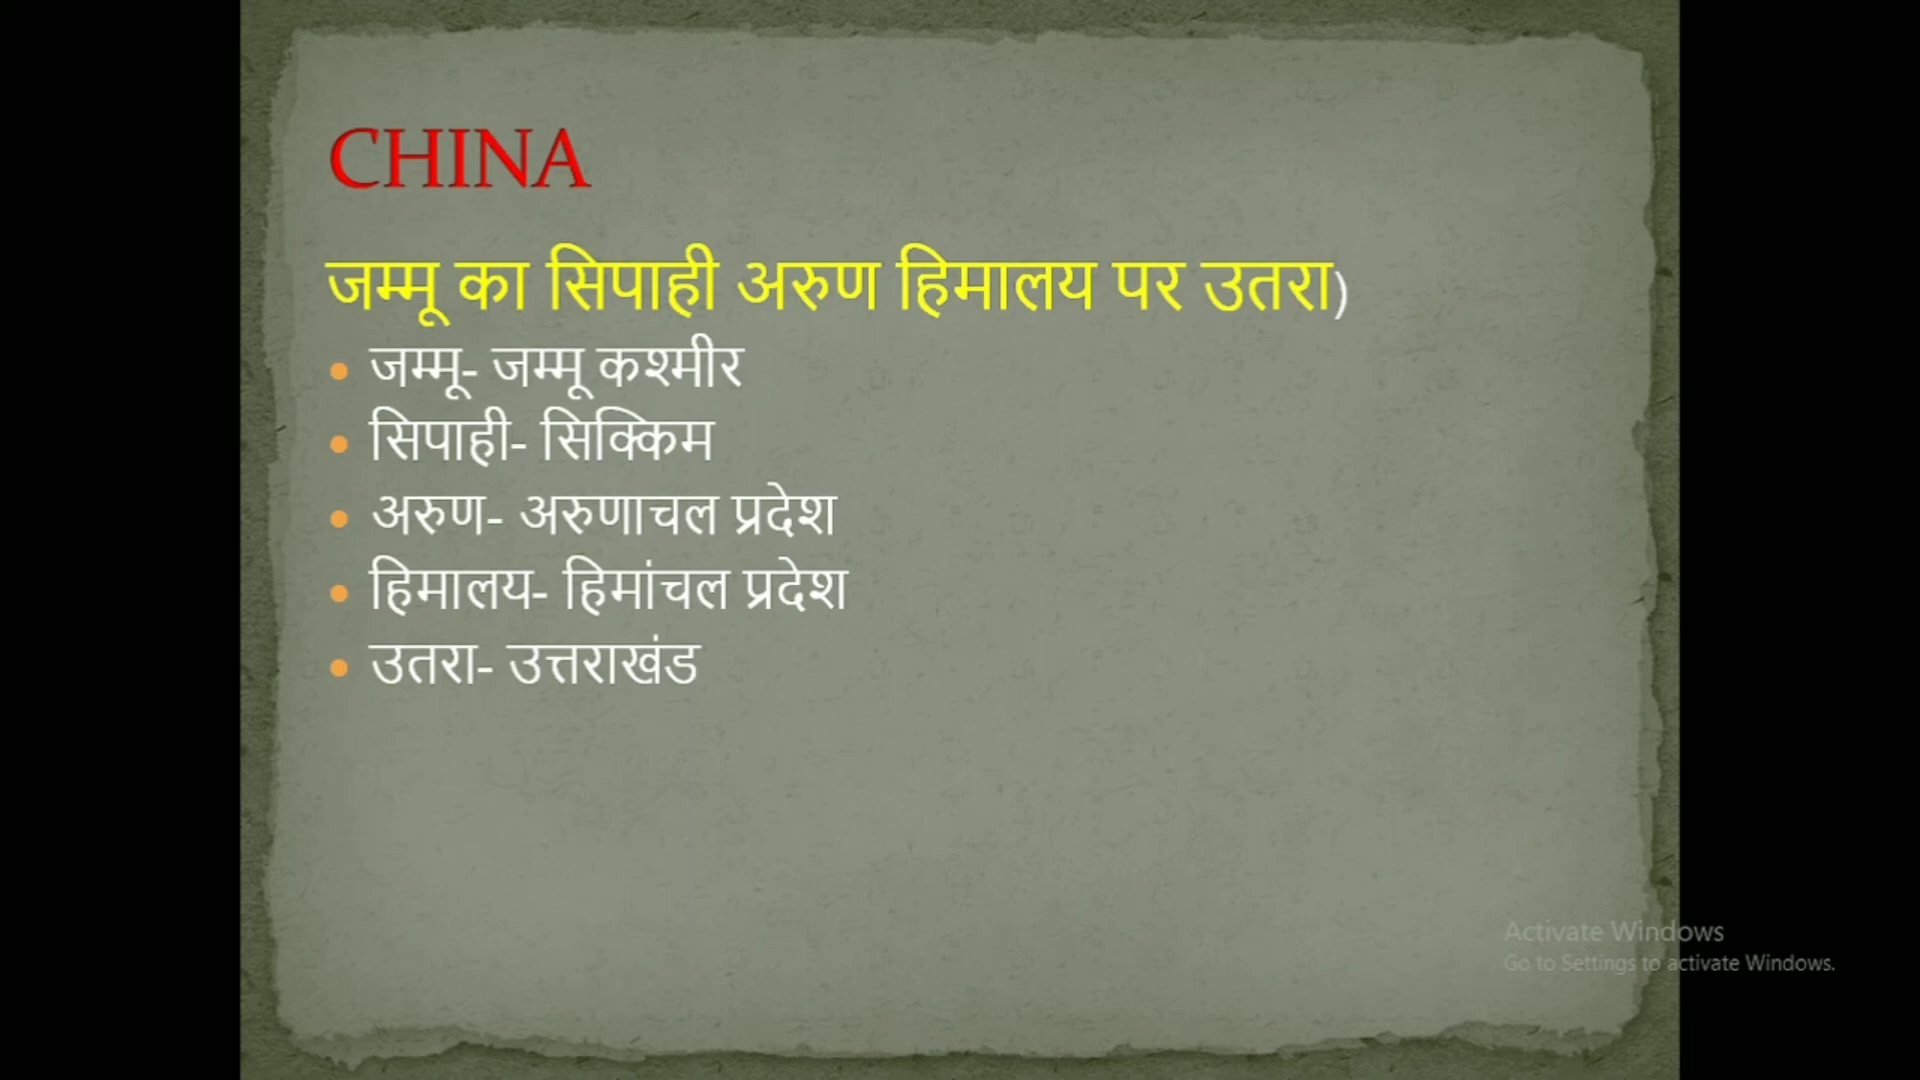 CHINA
जम्मू का सिपाही अरुण हिमालय पर उतरा)
• जम्मू- जम्मू कश्मीर
• सिपाही- सिक्किम
• अरुण- अरुणाचल प्रदेश
• हिमालय- हिमांचल प्रदेश
• उतरा- उत्तराखंड
Activate Windows
Go to Settings to activate Windows.